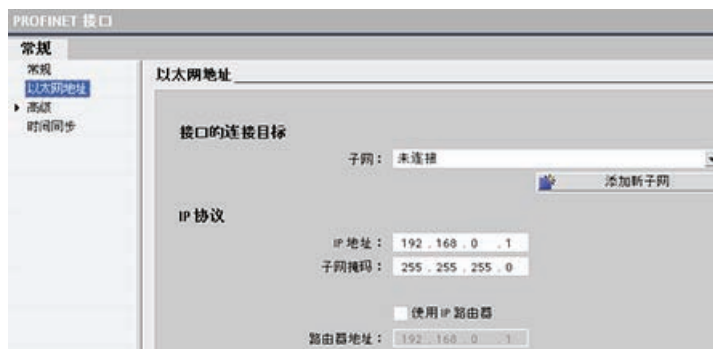 PROFINET 接口
常规
常规
以太网地址
高级
时间同步
以太网地址
接口的连接目标
子网： 未连接
添加新子网
IP 协议
IP 地址： 192 . 168 . 0 . 1
子网掩码： 255 . 255 . 255 . 0
使用 IP 路由器
路由器地址： 192 . 168 . 0 . 1